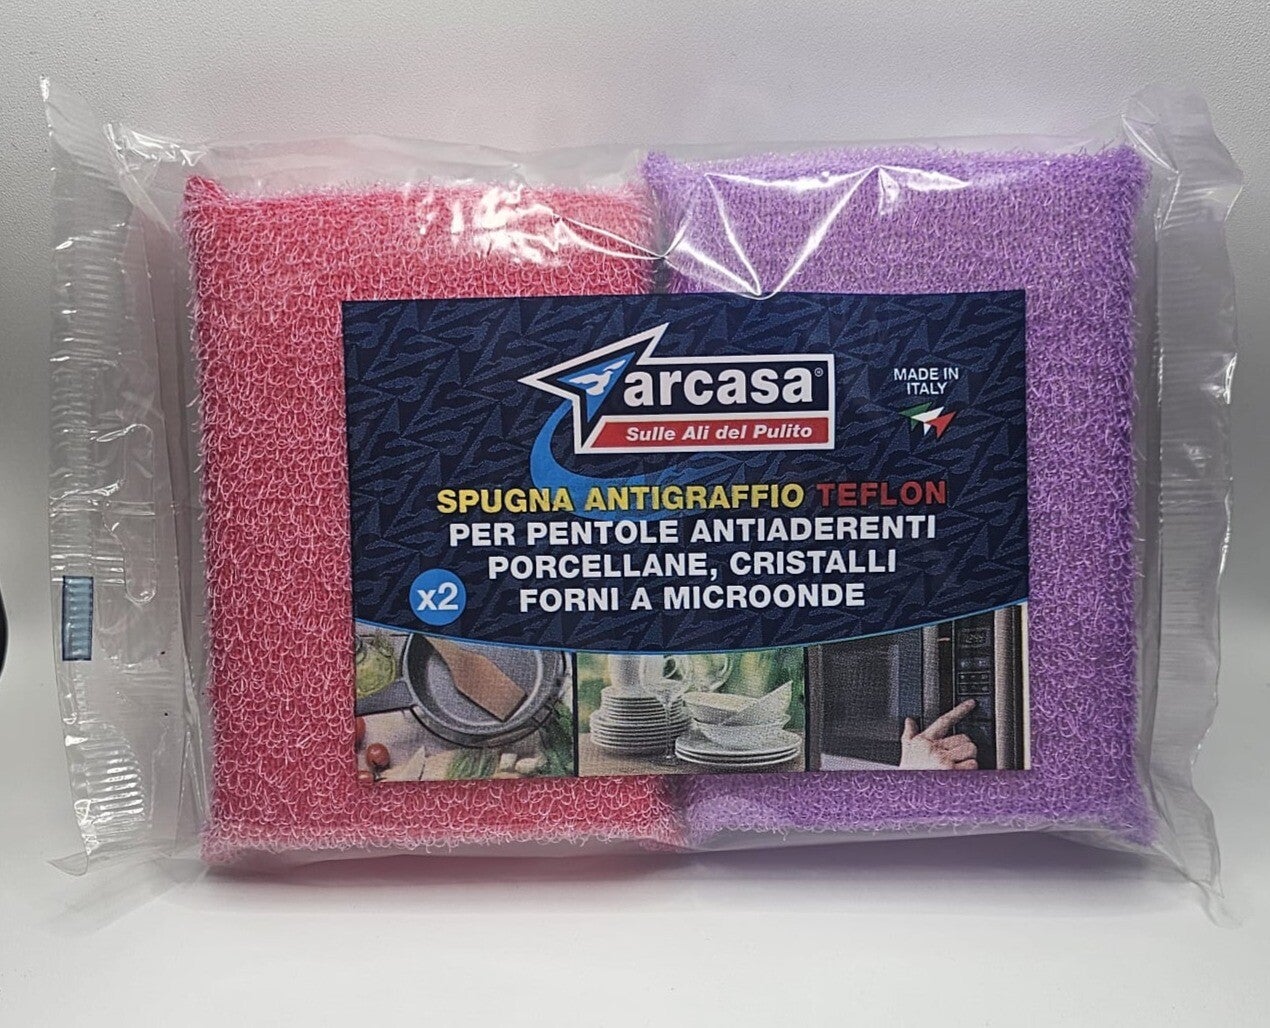 arcasa®
Sulle Ali del Pulito
MADE IN
ITALY
SPUGNA ANTIGRAFFIO TEFLON
PER PENTOLE ANTIADERENTI
PORCELLANE, CRISTALLI
FORNI A MICROONDE
x2